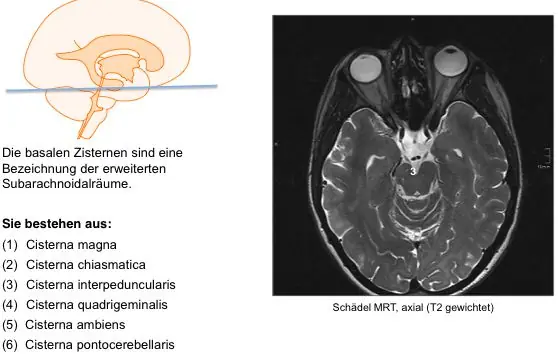 Die basalen Zisternen sind eine
Bezeichnung der erweiterten
Subarachnoidalräume.
Sie bestehen aus:
(1) Cisterna magna
(2) Cisterna chiasmatica
(3) Cisterna interpeduncularis
(4) Cisterna quadrigeminalis
(5) Cisterna ambiens
(6) Cisterna pontocerebellaris
3
Schädel MRT, axial (T2 gewichtet)